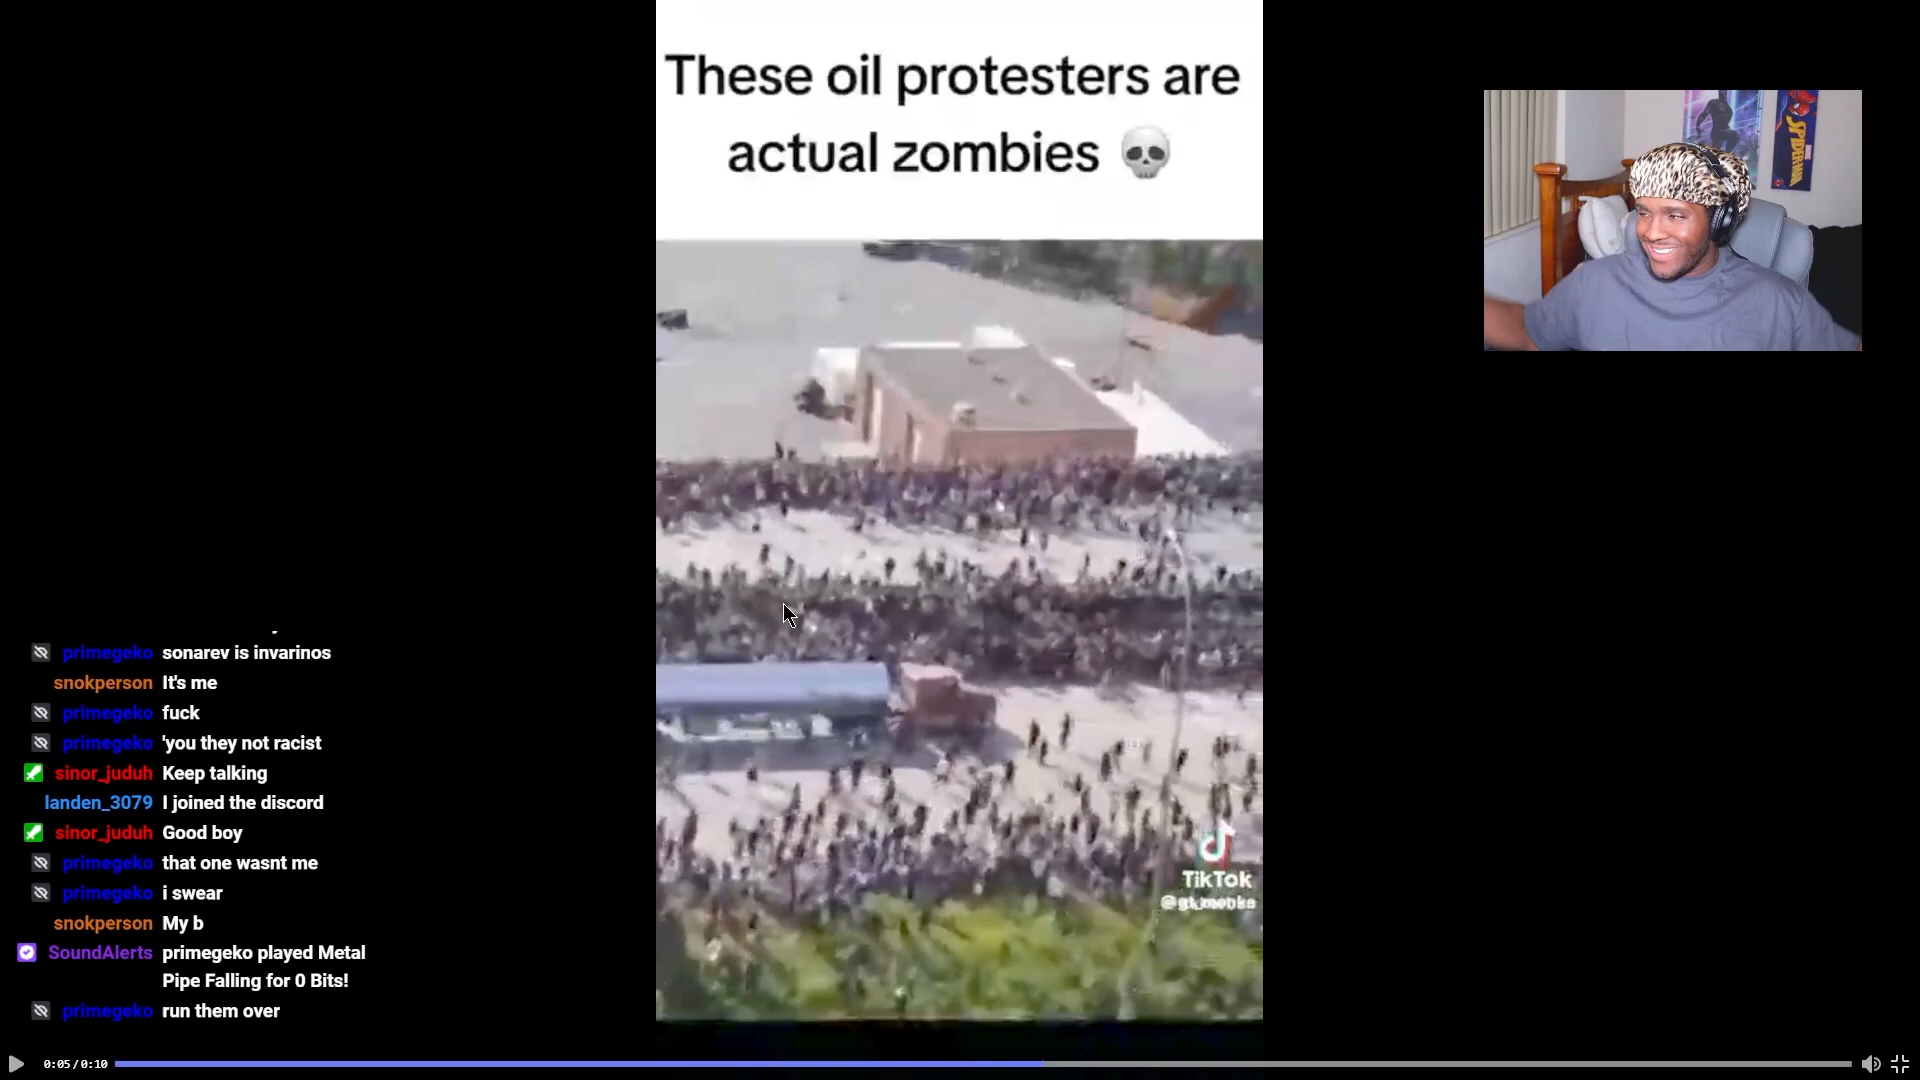 These oil protesters are
actual zombies 💀
SPIDER-MAN
primegeko sonarev is invarinos
snokperson It's me
primegeko fuck
primegeko 'you they not racist
sinor_juduh Keep talking
landen_3079 I joined the discord
sinor_juduh Good boy
primegeko that one wasnt me
primegeko i swear
snokperson My b
SoundAlerts primegeko played Metal
Pipe Falling for 0 Bits!
primegeko run them over
TikTok
0:05 / 0:10